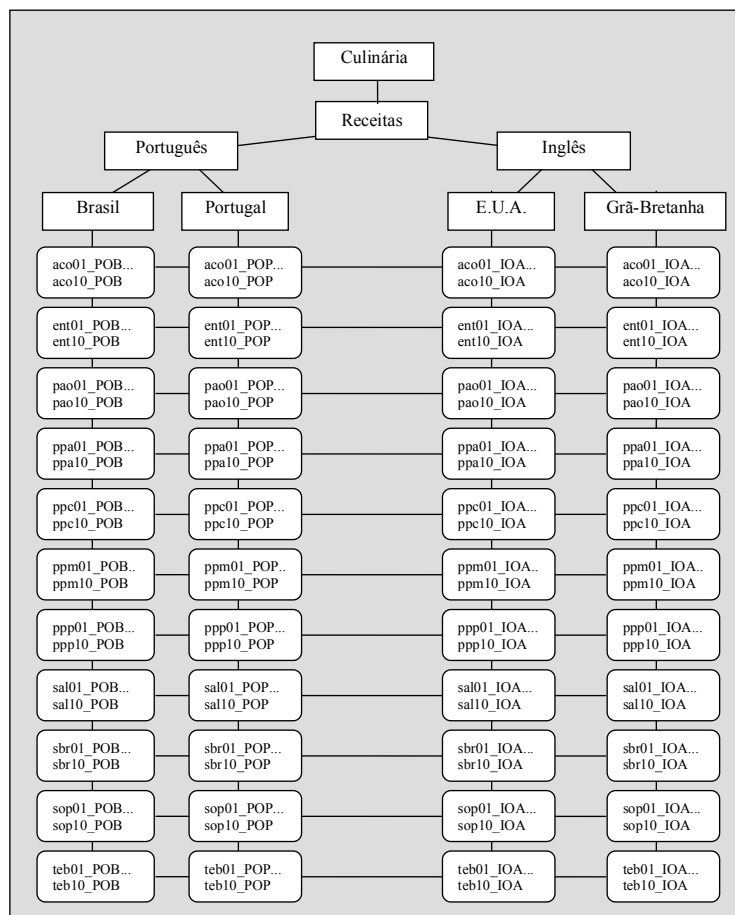 Culinária
Receitas
Português
Inglês
Brasil
Portugal
E.U.A.
Grã-Bretanha
aco01_POB...
aco10_POB
aco01_POP...
aco10_POP
aco01_IOA...
aco10_IOA
aco01_IOA...
aco10_IOA
ent01_POB...
ent10_POB
ent01_POP...
ent10_POP
ent01_IOA...
ent10_IOA
ent01_IOA...
ent10_IOA
pao01_POB...
pao10_POB
pao01_POP...
pao10_POP
pao01_IOA...
pao10_IOA
pao01_IOA...
pao10_IOA
ppa01_POB...
ppa10_POB
ppa01_POP...
ppa10_POP
ppa01_IOA...
ppa10_IOA
ppa01_IOA...
ppa10_IOA
ppc01_POB...
ppc10_POB
ppc01_POP...
ppc10_POP
ppc01_IOA...
ppc10_IOA
ppc01_IOA...
ppc10_IOA
ppm01_POB..
ppm10_POB
ppm01_POP..
ppm10_POP
ppm01_IOA..
ppm10_IOA
ppm01_IOA...
ppm10_IOA
ppp01_POB...
ppp10_POB
ppp01_POP...
ppp10_POP
ppp01_IOA...
ppp10_IOA
ppp01_IOA...
ppp10_IOA
sal01_POB...
sal10_POB
sal01_POP...
sal10_POP
sal01_IOA...
sal10_IOA
sal01_IOA...
sal10_IOA
sbr01_POB...
sbr10_POB
sbr01_POP...
sbr10_POP
sbr01_IOA...
sbr10_IOA
sbr01_IOA...
sbr10_IOA
sop01_POB...
sop10_POB
sop01_POP...
sop10_POP
sop01_IOA...
sop10_IOA
sop01_IOA...
sop10_IOA
teb01_POB...
teb10_POB
teb01_POP...
teb10_POP
teb01_IOA...
teb10_IOA
teb01_IOA...
teb10_IOA